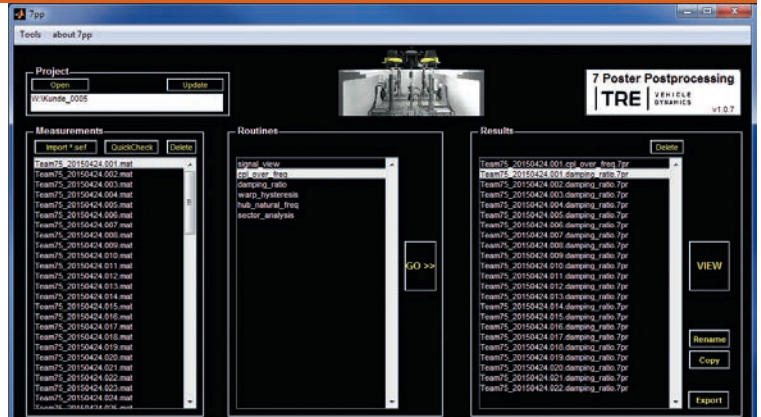 7pp
Tools about 7pp
Project
Open Update
W:\Kunde_0005
7 Poster Postprocessing
TRE VEHICLE DYNAMICS
v1.0.7
Measurements
Import *.sef QuickCheck Delete
Team75_20150424.001.mat
Team75_20150424.002.mat
Team75_20150424.003.mat
Team75_20150424.004.mat
Team75_20150424.005.mat
Team75_20150424.006.mat
Team75_20150424.007.mat
Team75_20150424.008.mat
Team75_20150424.009.mat
Team75_20150424.010.mat
Team75_20150424.011.mat
Team75_20150424.012.mat
Team75_20150424.013.mat
Team75_20150424.014.mat
Team75_20150424.015.mat
Team75_20150424.016.mat
Team75_20150424.017.mat
Team75_20150424.018.mat
Team75_20150424.019.mat
Team75_20150424.020.mat
Team75_20150424.021.mat
Team75_20150424.022.mat
Team75_20150424.023.mat
Team75_20150424.024.mat
Team75_20150424.025.mat
Routines
signal_view
cpl_over_freq
damping_ratio
warp_hysteresis
hub_natural_freq
sector_analysis
GO >>
Results
Delete
Team75_20150424.001.cpl_over_freq.7pr
Team75_20150424.001.damping_ratio.7pr
Team75_20150424.002.damping_ratio.7pr
Team75_20150424.003.damping_ratio.7pr
Team75_20150424.004.damping_ratio.7pr
Team75_20150424.005.damping_ratio.7pr
Team75_20150424.006.damping_ratio.7pr
Team75_20150424.007.damping_ratio.7pr
Team75_20150424.008.damping_ratio.7pr
Team75_20150424.009.damping_ratio.7pr
Team75_20150424.010.damping_ratio.7pr
Team75_20150424.011.damping_ratio.7pr
Team75_20150424.012.damping_ratio.7pr
Team75_20150424.013.damping_ratio.7pr
Team75_20150424.014.damping_ratio.7pr
Team75_20150424.015.damping_ratio.7pr
Team75_20150424.016.damping_ratio.7pr
Team75_20150424.017.damping_ratio.7pr
Team75_20150424.018.damping_ratio.7pr
Team75_20150424.019.damping_ratio.7pr
Team75_20150424.020.damping_ratio.7pr
Team75_20150424.021.damping_ratio.7pr
Team75_20150424.022.damping_ratio.7pr
VIEW
Rename
Copy
Export